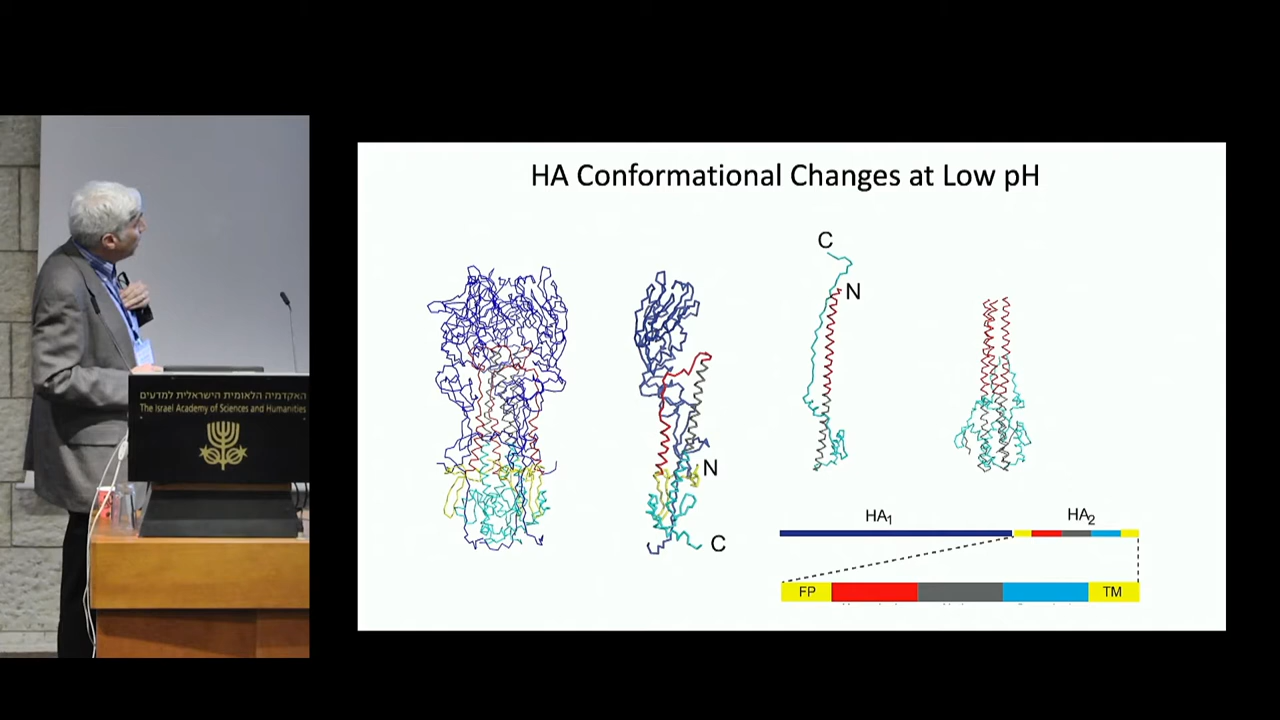 HA Conformational Changes at Low pH
C
N
N
C
HA₁
HA₂
FP
TM
האקדמיה הלאומית הישראלית למדעים
The Israel Academy of Sciences and Humanities